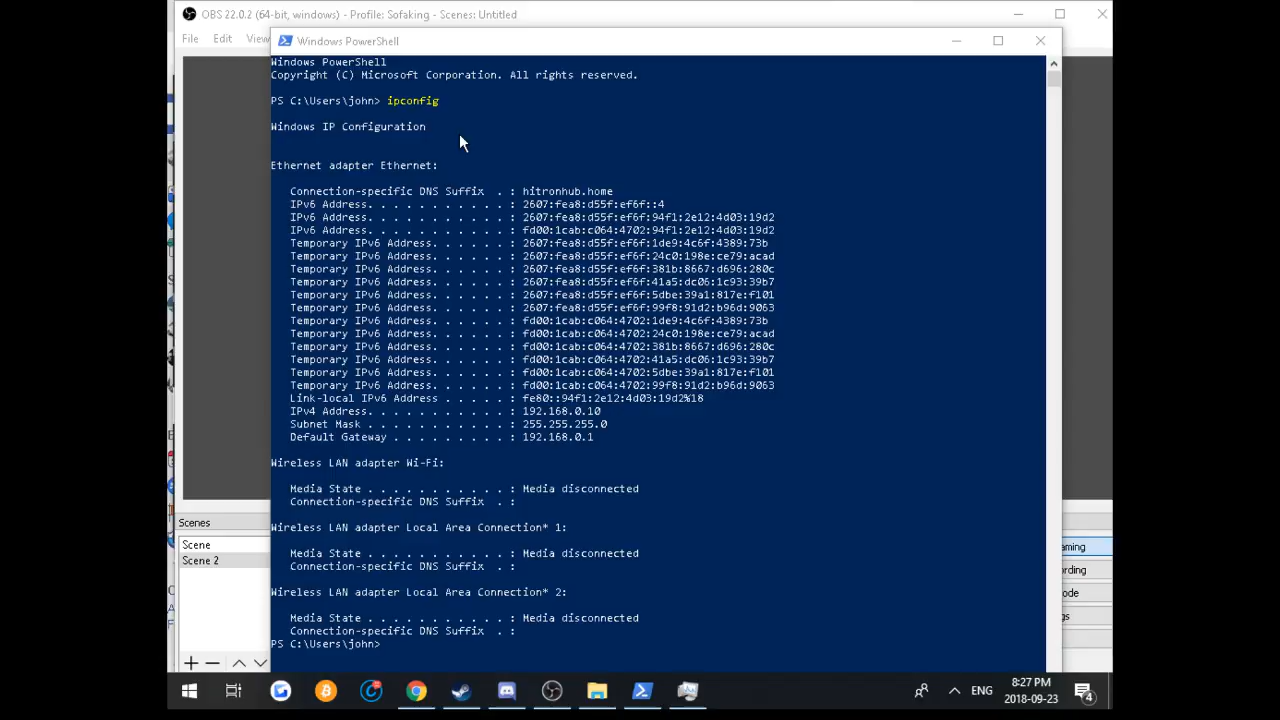 OBS 22.0.2 (64-bit, windows) - Profile: Sofaking - Scenes: Untitled
File Edit View
Windows PowerShell
Windows PowerShell
Copyright (C) Microsoft Corporation. All rights reserved.
PS C:\Users\john> ipconfig
Windows IP Configuration
Ethernet adapter Ethernet:
Connection-specific DNS Suffix . : hitronhub.home
IPv6 Address. . . . . . . . . . . : 2607:fea8:d55f:ef6f::4
IPv6 Address. . . . . . . . . . . : 2607:fea8:d55f:ef6f:94f1:2e12:4d03:19d2
IPv6 Address. . . . . . . . . . . : fd00:1cab:c064:4702:94f1:2e12:4d03:19d2
Temporary IPv6 Address. . . . . . : 2607:fea8:d55f:ef6f:1de9:4c6f:4389:73b
Temporary IPv6 Address. . . . . . : 2607:fea8:d55f:ef6f:24c0:198e:ce79:acad
Temporary IPv6 Address. . . . . . : 2607:fea8:d55f:ef6f:381b:8667:d696:280c
Temporary IPv6 Address. . . . . . : 2607:fea8:d55f:ef6f:41a5:dc06:1c93:39b7
Temporary IPv6 Address. . . . . . : 2607:fea8:d55f:ef6f:5dbe:39a1:817e:f101
Temporary IPv6 Address. . . . . . : 2607:fea8:d55f:ef6f:99f8:91d2:b96d:9063
Temporary IPv6 Address. . . . . . : fd00:1cab:c064:4702:1de9:4c6f:4389:73b
Temporary IPv6 Address. . . . . . : fd00:1cab:c064:4702:24c0:198e:ce79:acad
Temporary IPv6 Address. . . . . . : fd00:1cab:c064:4702:381b:8667:d696:280c
Temporary IPv6 Address. . . . . . : fd00:1cab:c064:4702:41a5:dc06:1c93:39b7
Temporary IPv6 Address. . . . . . : fd00:1cab:c064:4702:5dbe:39a1:817e:f101
Temporary IPv6 Address. . . . . . : fd00:1cab:c064:4702:99f8:91d2:b96d:9063
Link-local IPv6 Address . . . . . : fe80::94f1:2e12:4d03:19d2%18
IPv4 Address. . . . . . . . . . . : 192.168.0.10
Subnet Mask . . . . . . . . . . . : 255.255.255.0
Default Gateway . . . . . . . . . : 192.168.0.1
Wireless LAN adapter Wi-Fi:
Media State . . . . . . . . . . . : Media disconnected
Connection-specific DNS Suffix . :
Wireless LAN adapter Local Area Connection* 1:
Media State . . . . . . . . . . . : Media disconnected
Connection-specific DNS Suffix . :
Wireless LAN adapter Local Area Connection* 2:
Media State . . . . . . . . . . . : Media disconnected
Connection-specific DNS Suffix . :
PS C:\Users\john>
Scenes
Scene
Scene 2
aming
ording
ode
gs
ENG
8:27 PM
2018-09-23
4